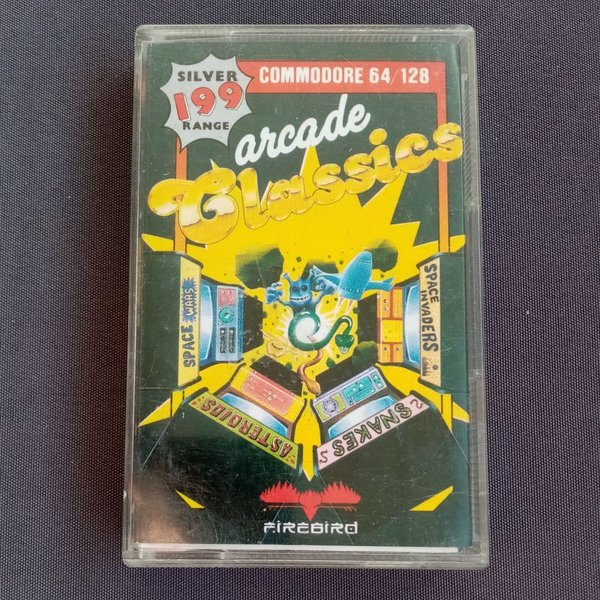 SILVER
199
RANGE
COMMODORE 64/128
arcade
Classics
SPACE WARS
SPACE INVADERS
ASTEROIDS
SNAKES
FIREBIRD